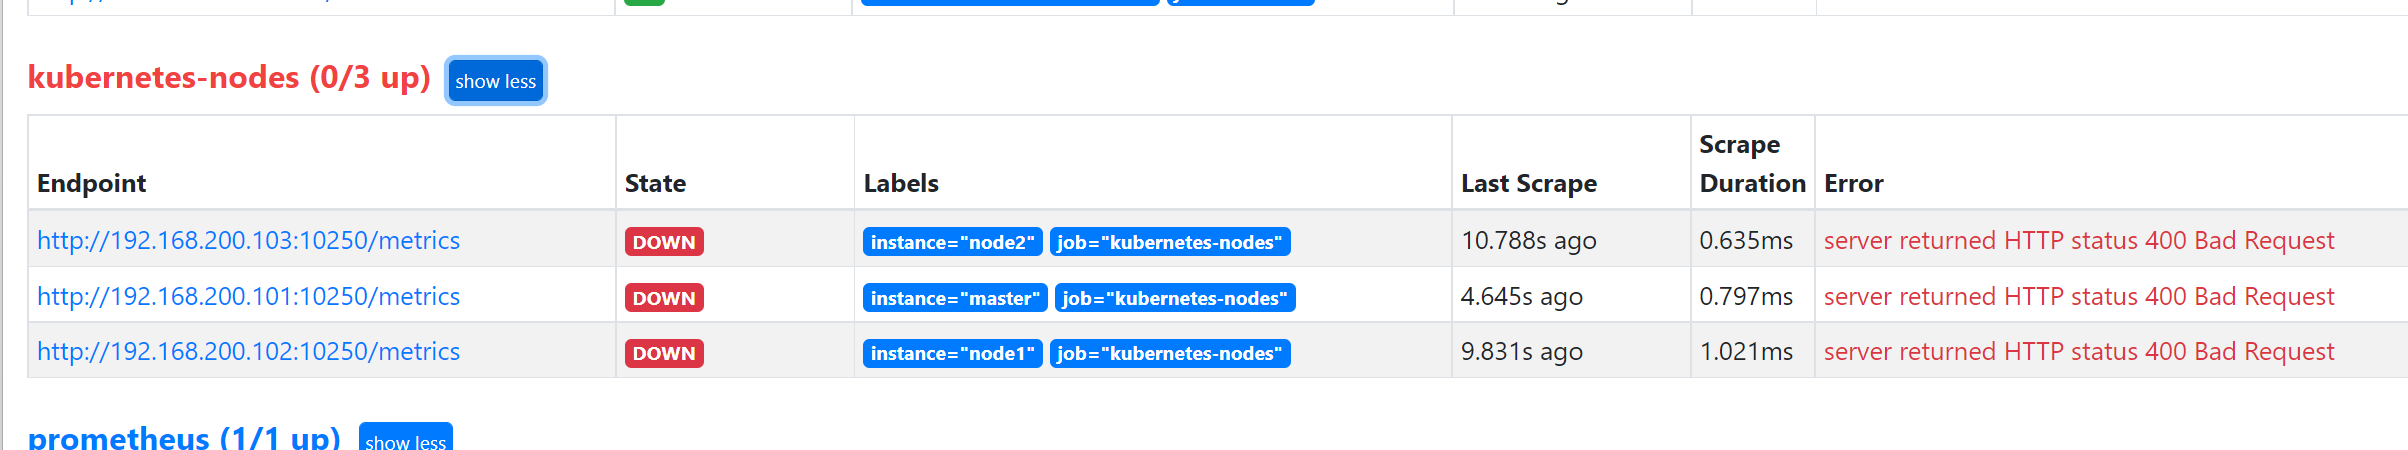 kubernetes-nodes (0/3 up) show less
Endpoint State Labels Last Scrape Scrape Duration Error
http://192.168.200.103:10250/metrics DOWN instance="node2" job="kubernetes-nodes" 10.788s ago 0.635ms server returned HTTP status 400 Bad Request
http://192.168.200.101:10250/metrics DOWN instance="master" job="kubernetes-nodes" 4.645s ago 0.797ms server returned HTTP status 400 Bad Request
http://192.168.200.102:10250/metrics DOWN instance="node1" job="kubernetes-nodes" 9.831s ago 1.021ms server returned HTTP status 400 Bad Request
prometheus (1/1 up) show less